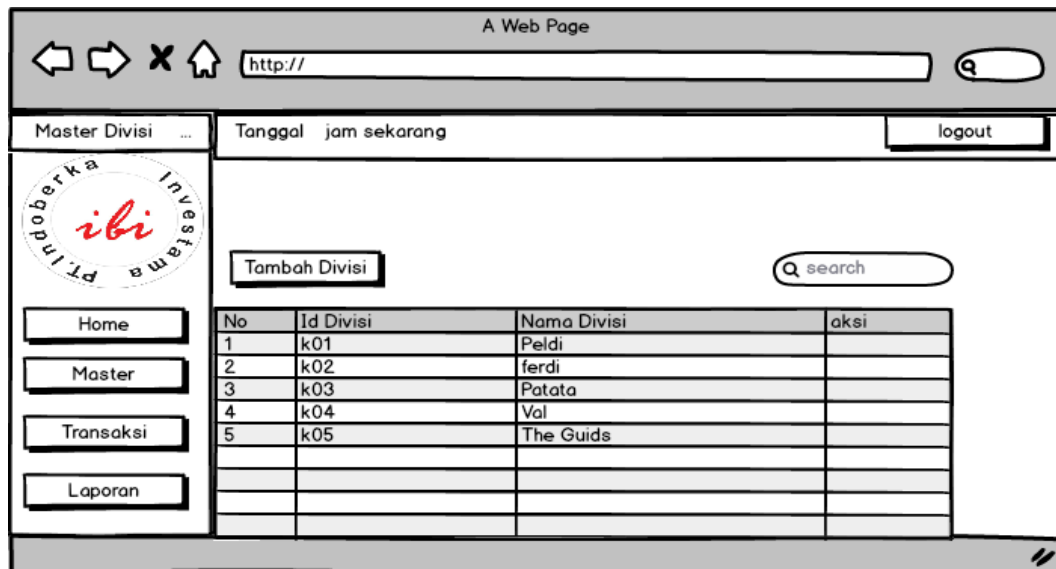 A Web Page
http://
Master Divisi ...
Tanggal jam sekarang
logout
PT.Indoberka Investama
ibi
Tambah Divisi
search
Home
Master
Transaksi
Laporan
No Id Divisi Nama Divisi aksi
1 k01 Peldi
2 k02 ferdi
3 k03 Patata
4 k04 Val
5 k05 The Guids